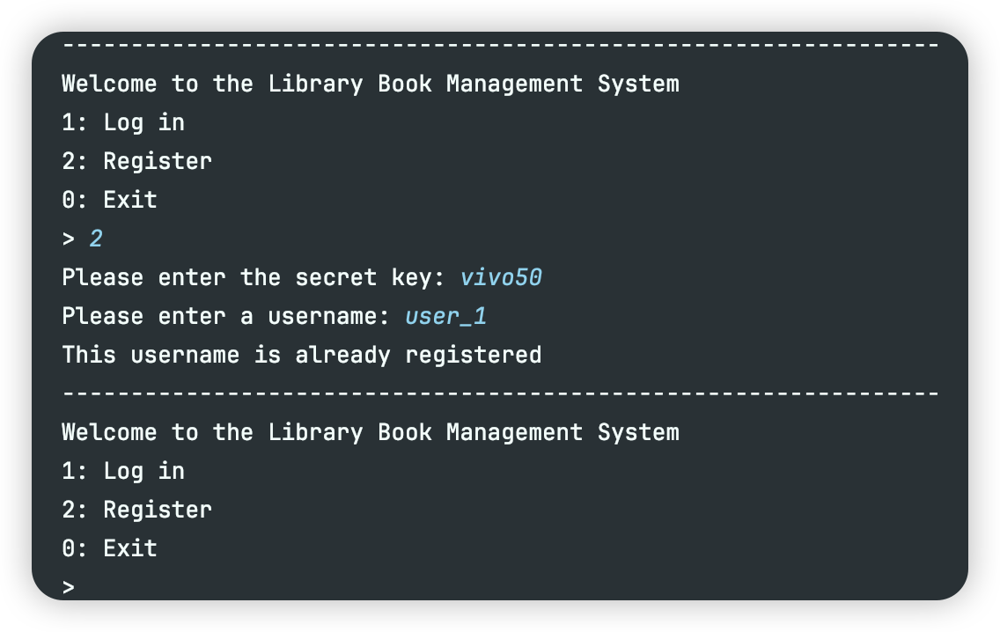 ----------------------------------------------------------------
Welcome to the Library Book Management System
1: Log in
2: Register
0: Exit
> 2
Please enter the secret key: vivo50
Please enter a username: user_1
This username is already registered
----------------------------------------------------------------
Welcome to the Library Book Management System
1: Log in
2: Register
0: Exit
>